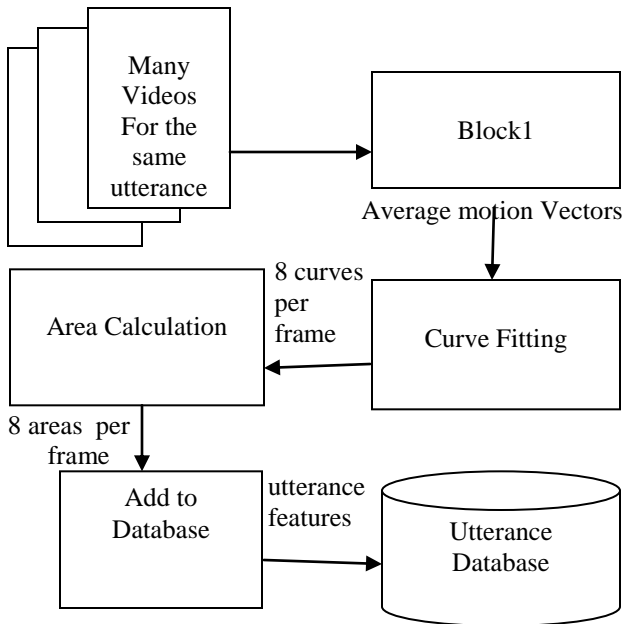 Many
Videos
For the
same
utterance
Block1
Average motion Vectors
8 curves
per
frame
Area Calculation
Curve Fitting
8 areas per
frame
Add to
Database
utterance
features
Utterance
Database